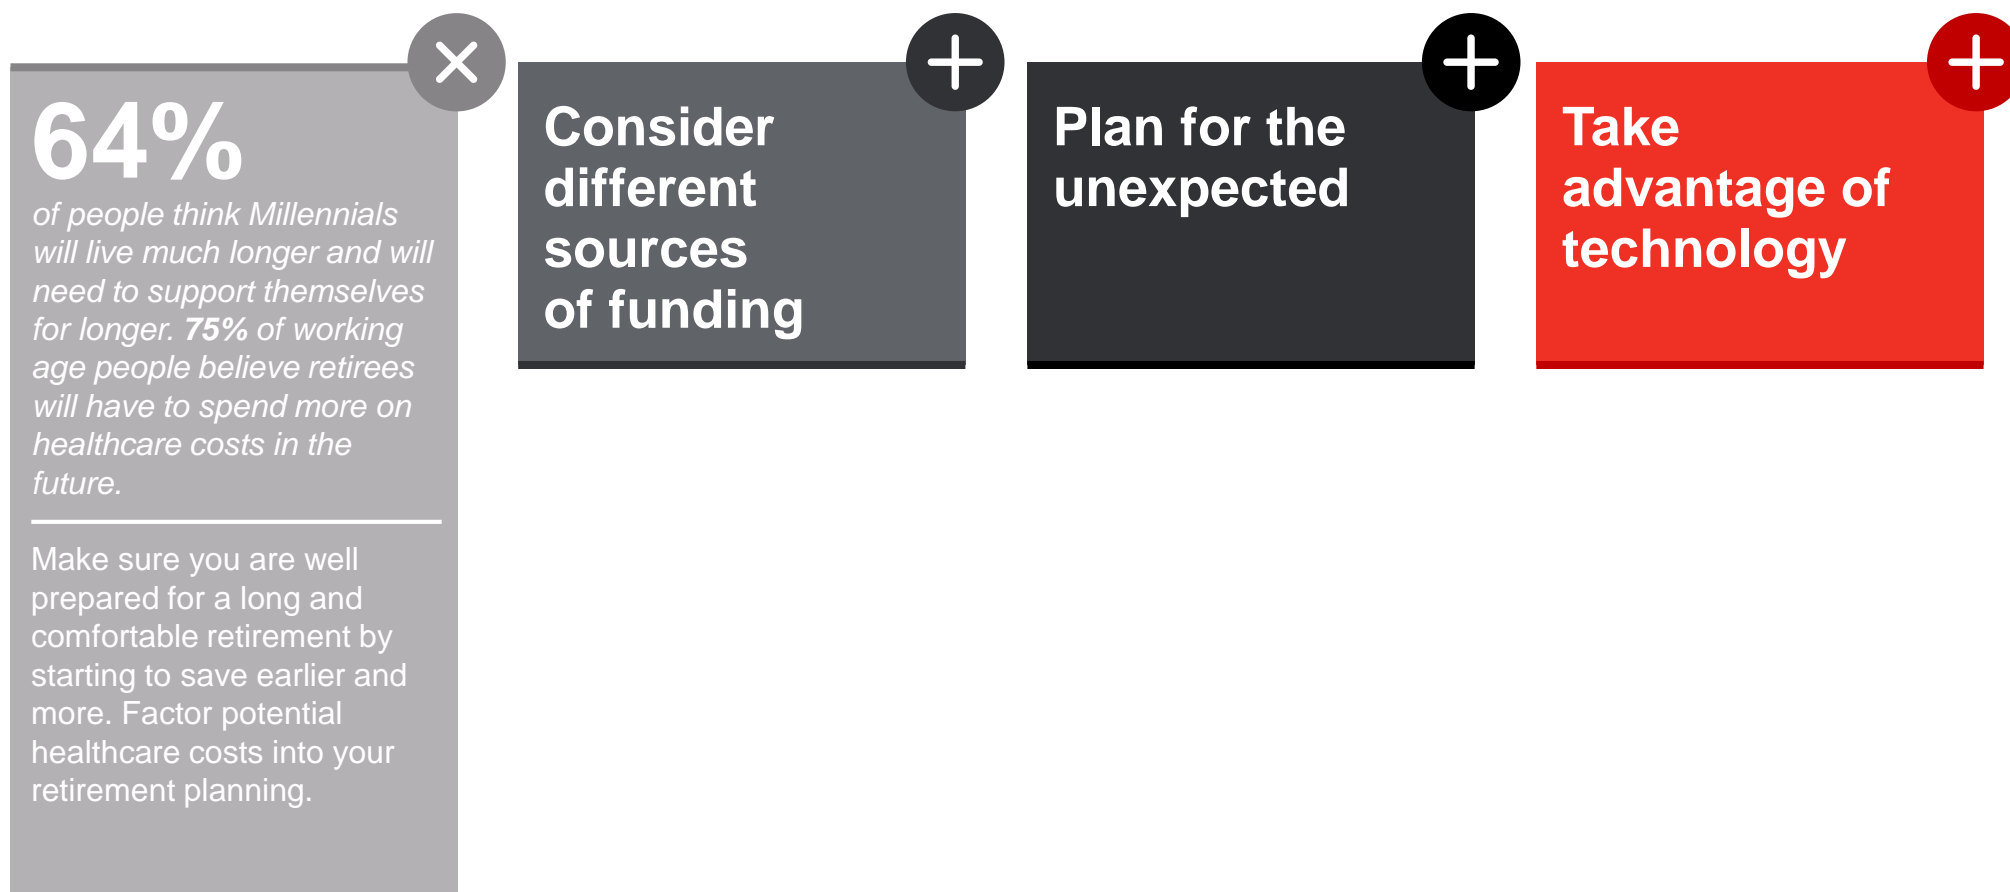 64%
of people think Millennials
will live much longer and will
need to support themselves
for longer. 75% of working
age people believe retirees
will have to spend more on
healthcare costs in the
future.
Make sure you are well
prepared for a long and
comfortable retirement by
starting to save earlier and
more. Factor potential
healthcare costs into your
retirement planning.
Consider
different
sources
of funding
Plan for the
unexpected
Take
advantage of
technology